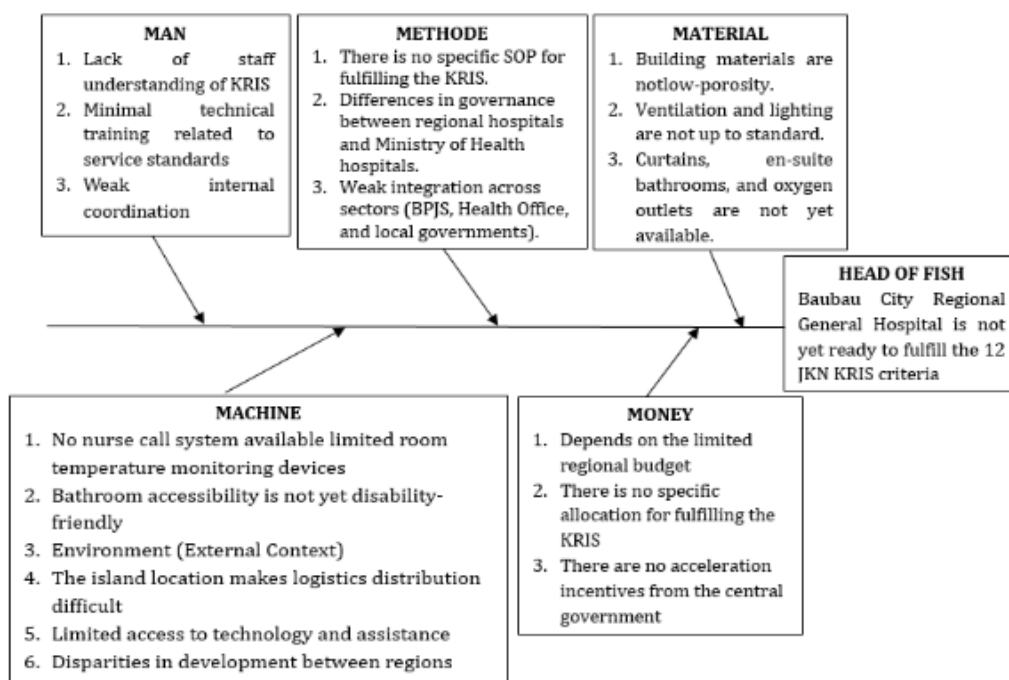 MAN
1. Lack of staff
understanding of KRIS
2. Minimal technical
training related to
service standards
3. Weak internal
coordination
METHODE
1. There is no specific SOP for
fulfilling the KRIS.
2. Differences in governance
between regional hospitals
and Ministry of Health
hospitals.
3. Weak integration across
sectors (BPJS, Health Office,
and local governments).
MATERIAL
1. Building materials are
notlow-porosity.
2. Ventilation and lighting
are not up to standard.
3. Curtains, en-suite
bathrooms, and oxygen
outlets are not yet
available.
HEAD OF FISH
Baubau City Regional
General Hospital is not
yet ready to fulfill the 12
JKN KRIS criteria
MACHINE
1. No nurse call system available limited room
temperature monitoring devices
2. Bathroom accessibility is not yet disability-
friendly
3. Environment (External Context)
4. The island location makes logistics distribution
difficult
5. Limited access to technology and assistance
6. Disparities in development between regions
MONEY
1. Depends on the limited
regional budget
2. There is no specific
allocation for fulfilling the
KRIS
3. There are no acceleration
incentives from the central
government